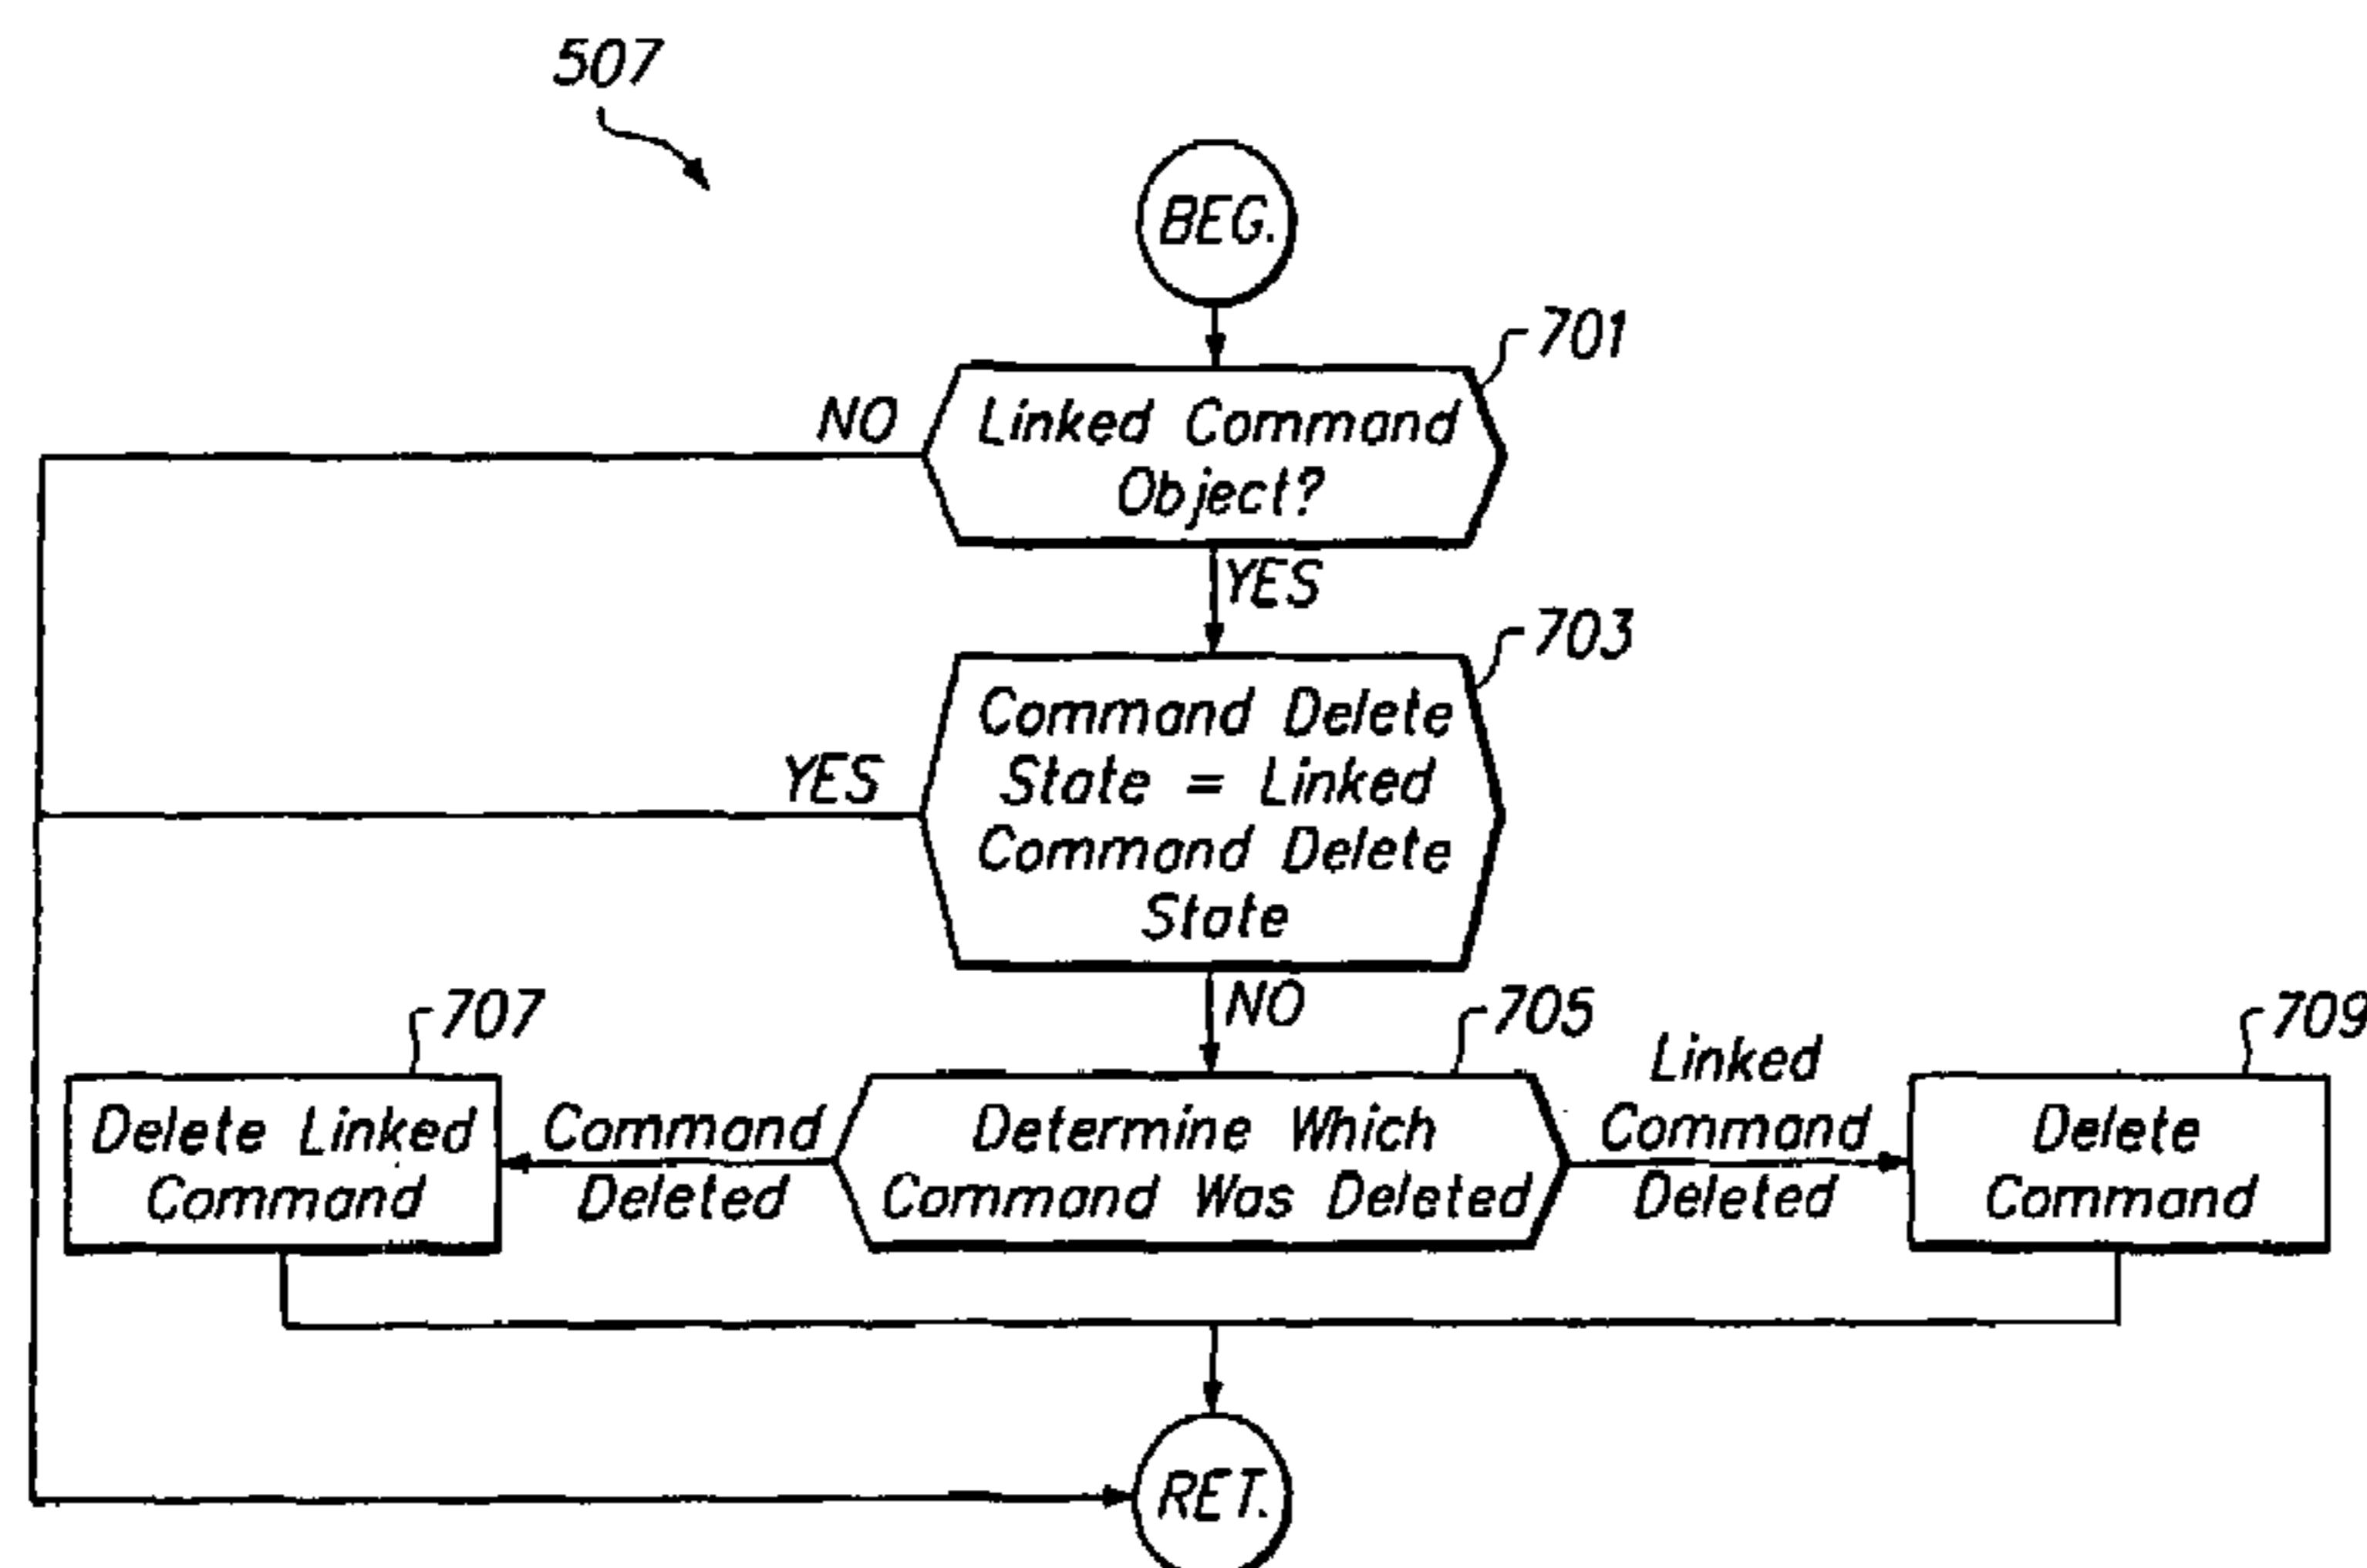 507
BEG.
701
NO
Linked Command
Object?
YES
703
Command Delete
State = Linked
Command Delete
State
YES
NO
707
705
709
Delete Linked
Command
Command
Deleted
Determine Which
Command Was Deleted
Linked
Command
Deleted
Delete
Command
RET.